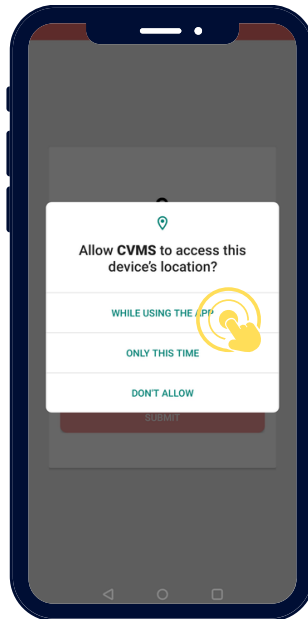 Allow CVMS to access this
device's location?
WHILE USING THE APP
ONLY THIS TIME
DON'T ALLOW
SUBMIT